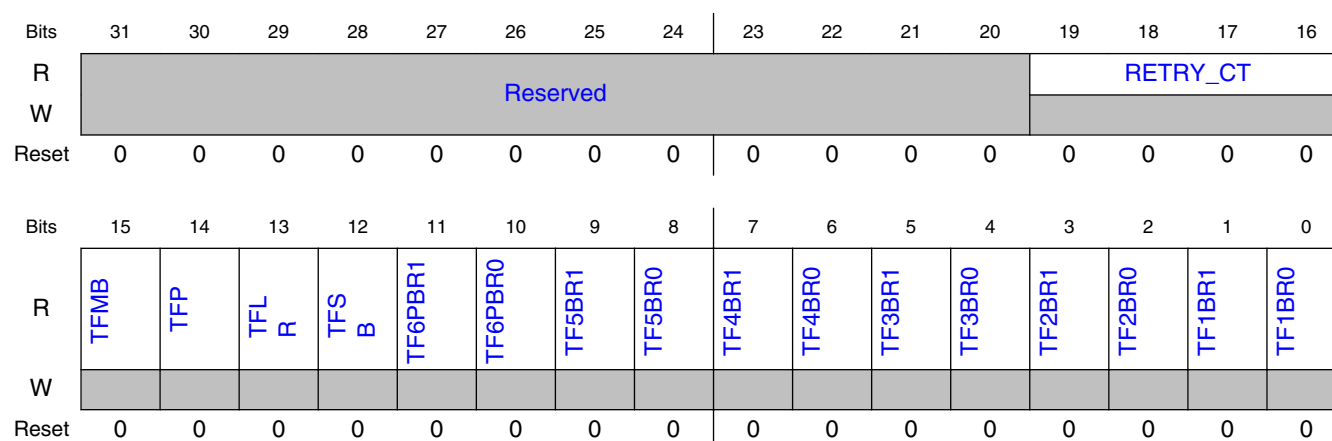 Bits 31 30 29 28 27 26 25 24 23 22 21 20 19 18 17 16
R Reserved RETRY_CT
W
Reset 0 0 0 0 0 0 0 0 0 0 0 0 0 0 0 0
Bits 15 14 13 12 11 10 9 8 7 6 5 4 3 2 1 0
R TFMB TFP TFL R TFS B TF6PBR1 TF6PBR0 TF5BR1 TF5BR0 TF4BR1 TF4BR0 TF3BR1 TF3BR0 TF2BR1 TF2BR0 TF1BR1 TF1BR0
W
Reset 0 0 0 0 0 0 0 0 0 0 0 0 0 0 0 0